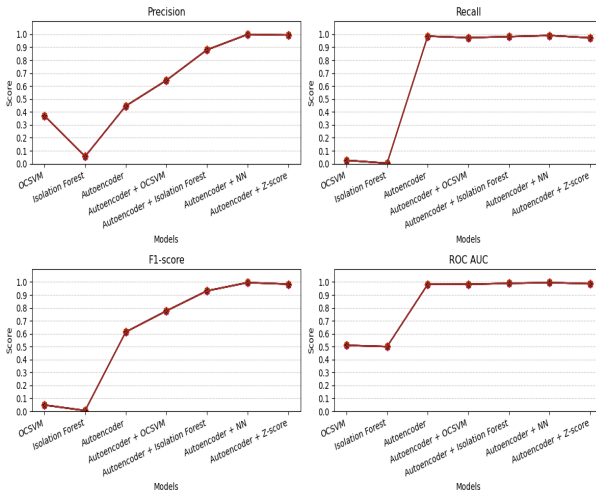 Precision
1.0
0.9
0.8
0.7
0.6
0.5
0.4
0.3
0.2
0.1
0.0
Score
OCSVM
Isolation Forest
Autoencoder
Autoencoder + OCSVM
Autoencoder + Isolation Forest
Autoencoder + NN
Autoencoder + Z-score
Models
Recall
1.0
0.9
0.8
0.7
0.6
0.5
0.4
0.3
0.2
0.1
0.0
Score
OCSVM
Isolation Forest
Autoencoder
Autoencoder + OCSVM
Autoencoder + Isolation Forest
Autoencoder + NN
Autoencoder + Z-score
Models
F1-score
1.0
0.9
0.8
0.7
0.6
0.5
0.4
0.3
0.2
0.1
0.0
Score
OCSVM
Isolation Forest
Autoencoder
Autoencoder + OCSVM
Autoencoder + Isolation Forest
Autoencoder + NN
Autoencoder + Z-score
Models
ROC AUC
1.0
0.9
0.8
0.7
0.6
0.5
0.4
0.3
0.2
0.1
0.0
Score
OCSVM
Isolation Forest
Autoencoder
Autoencoder + OCSVM
Autoencoder + Isolation Forest
Autoencoder + NN
Autoencoder + Z-score
Models